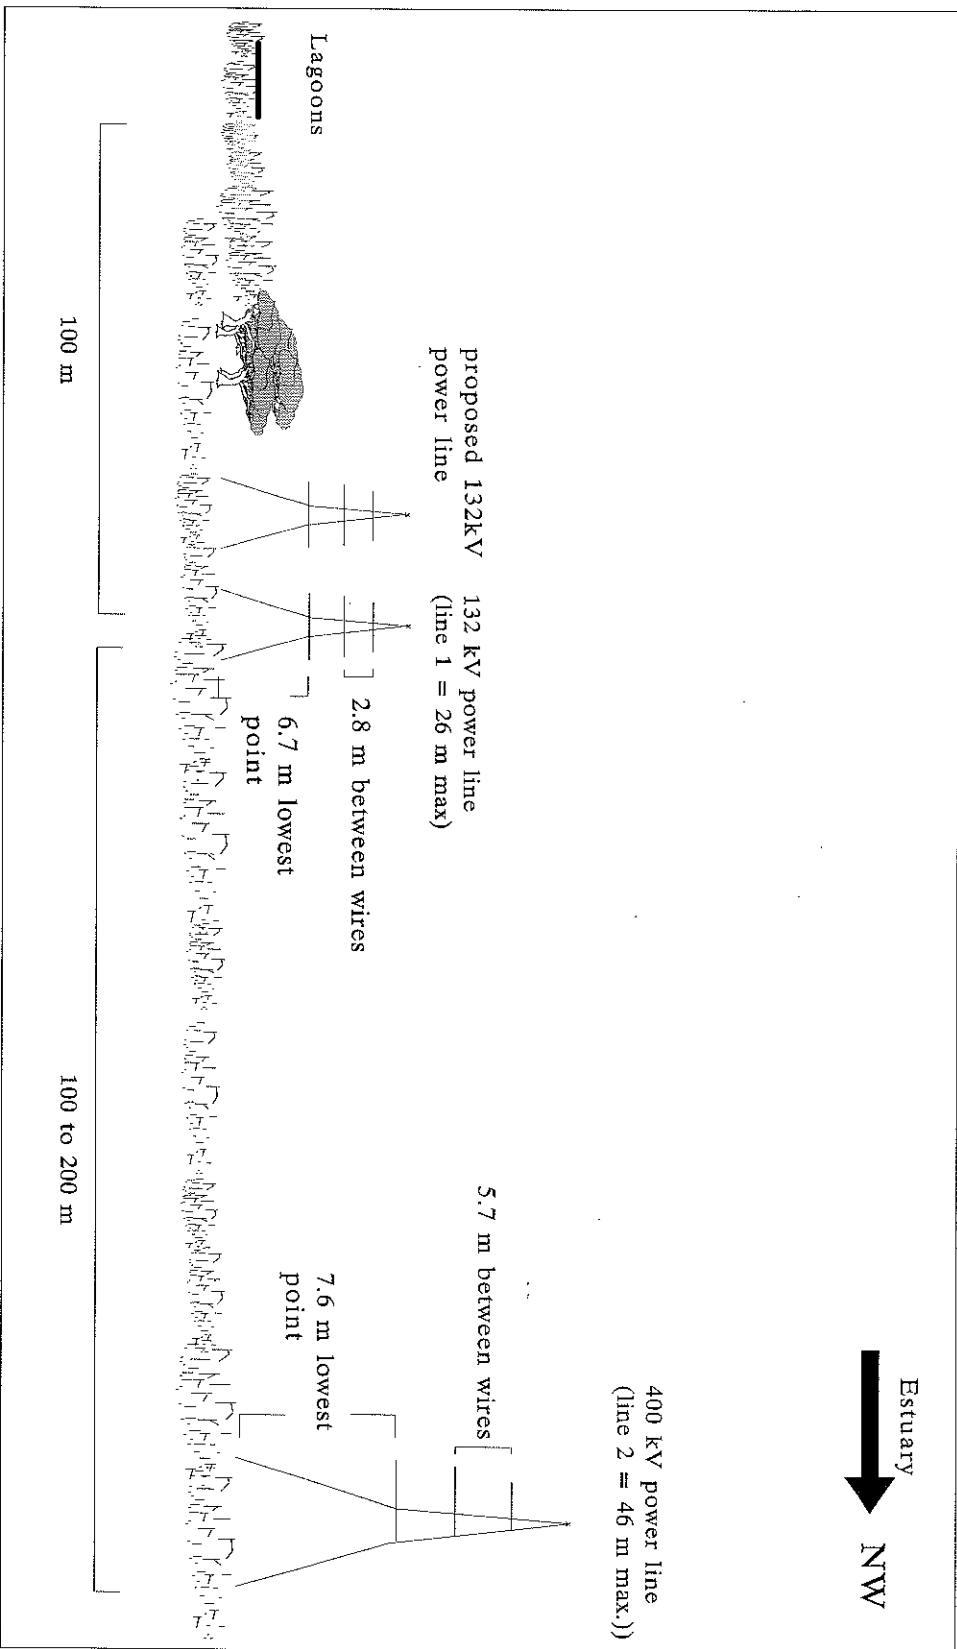 Estuary
NW
400 kV power line
(line 2 = 46 m max.))
proposed 132kV
power line
132 kV power line
(line 1 = 26 m max)
5.7 m between wires
2.8 m between wires
Lagoons
6.7 m lowest
point
7.6 m lowest
point
100 m
100 to 200 m